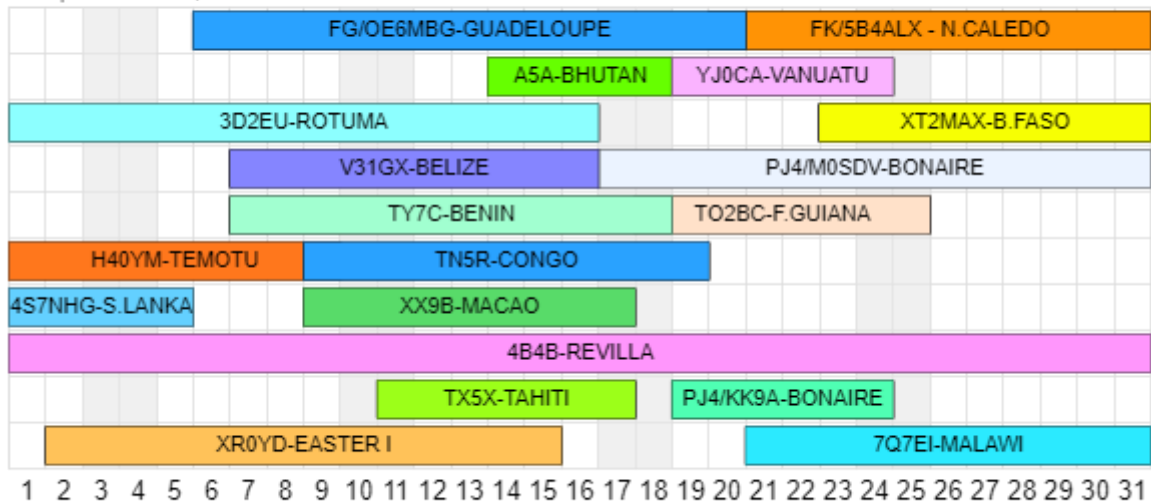 FG/OE6MBG-GUADELOUPE FK/5B4ALX - N.CALEDO
A5A-BHUTAN YJ0CA-VANUATU
3D2EU-ROTUMA XT2MAX-B.FASO
V31GX-BELIZE PJ4/M0SDV-BONAIRE
TY7C-BENIN TO2BC-F.GUIANA
H40YM-TEMOTU TN5R-CONGO
4S7NHG-S.LANKA XX9B-MACAO
4B4B-REVILLA
TX5X-TAHITI PJ4/KK9A-BONAIRE
XR0YD-EASTER I 7Q7EI-MALAWI
1 2 3 4 5 6 7 8 9 10 11 12 13 14 15 16 17 18 19 20 21 22 23 24 25 26 27 28 29 30 31